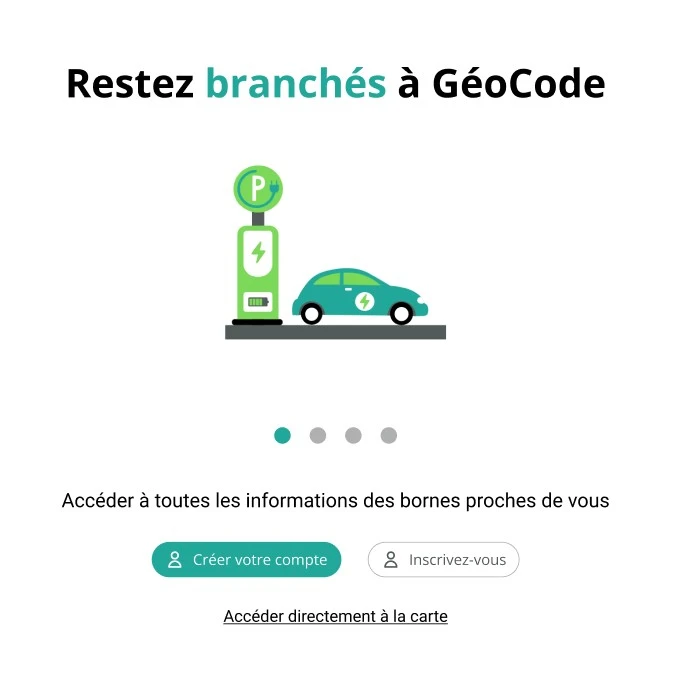 Restez branchés à GéoCode
P
Accéder à toutes les informations des bornes proches de vous
Créer votre compte
Inscrivez-vous
Accéder directement à la carte